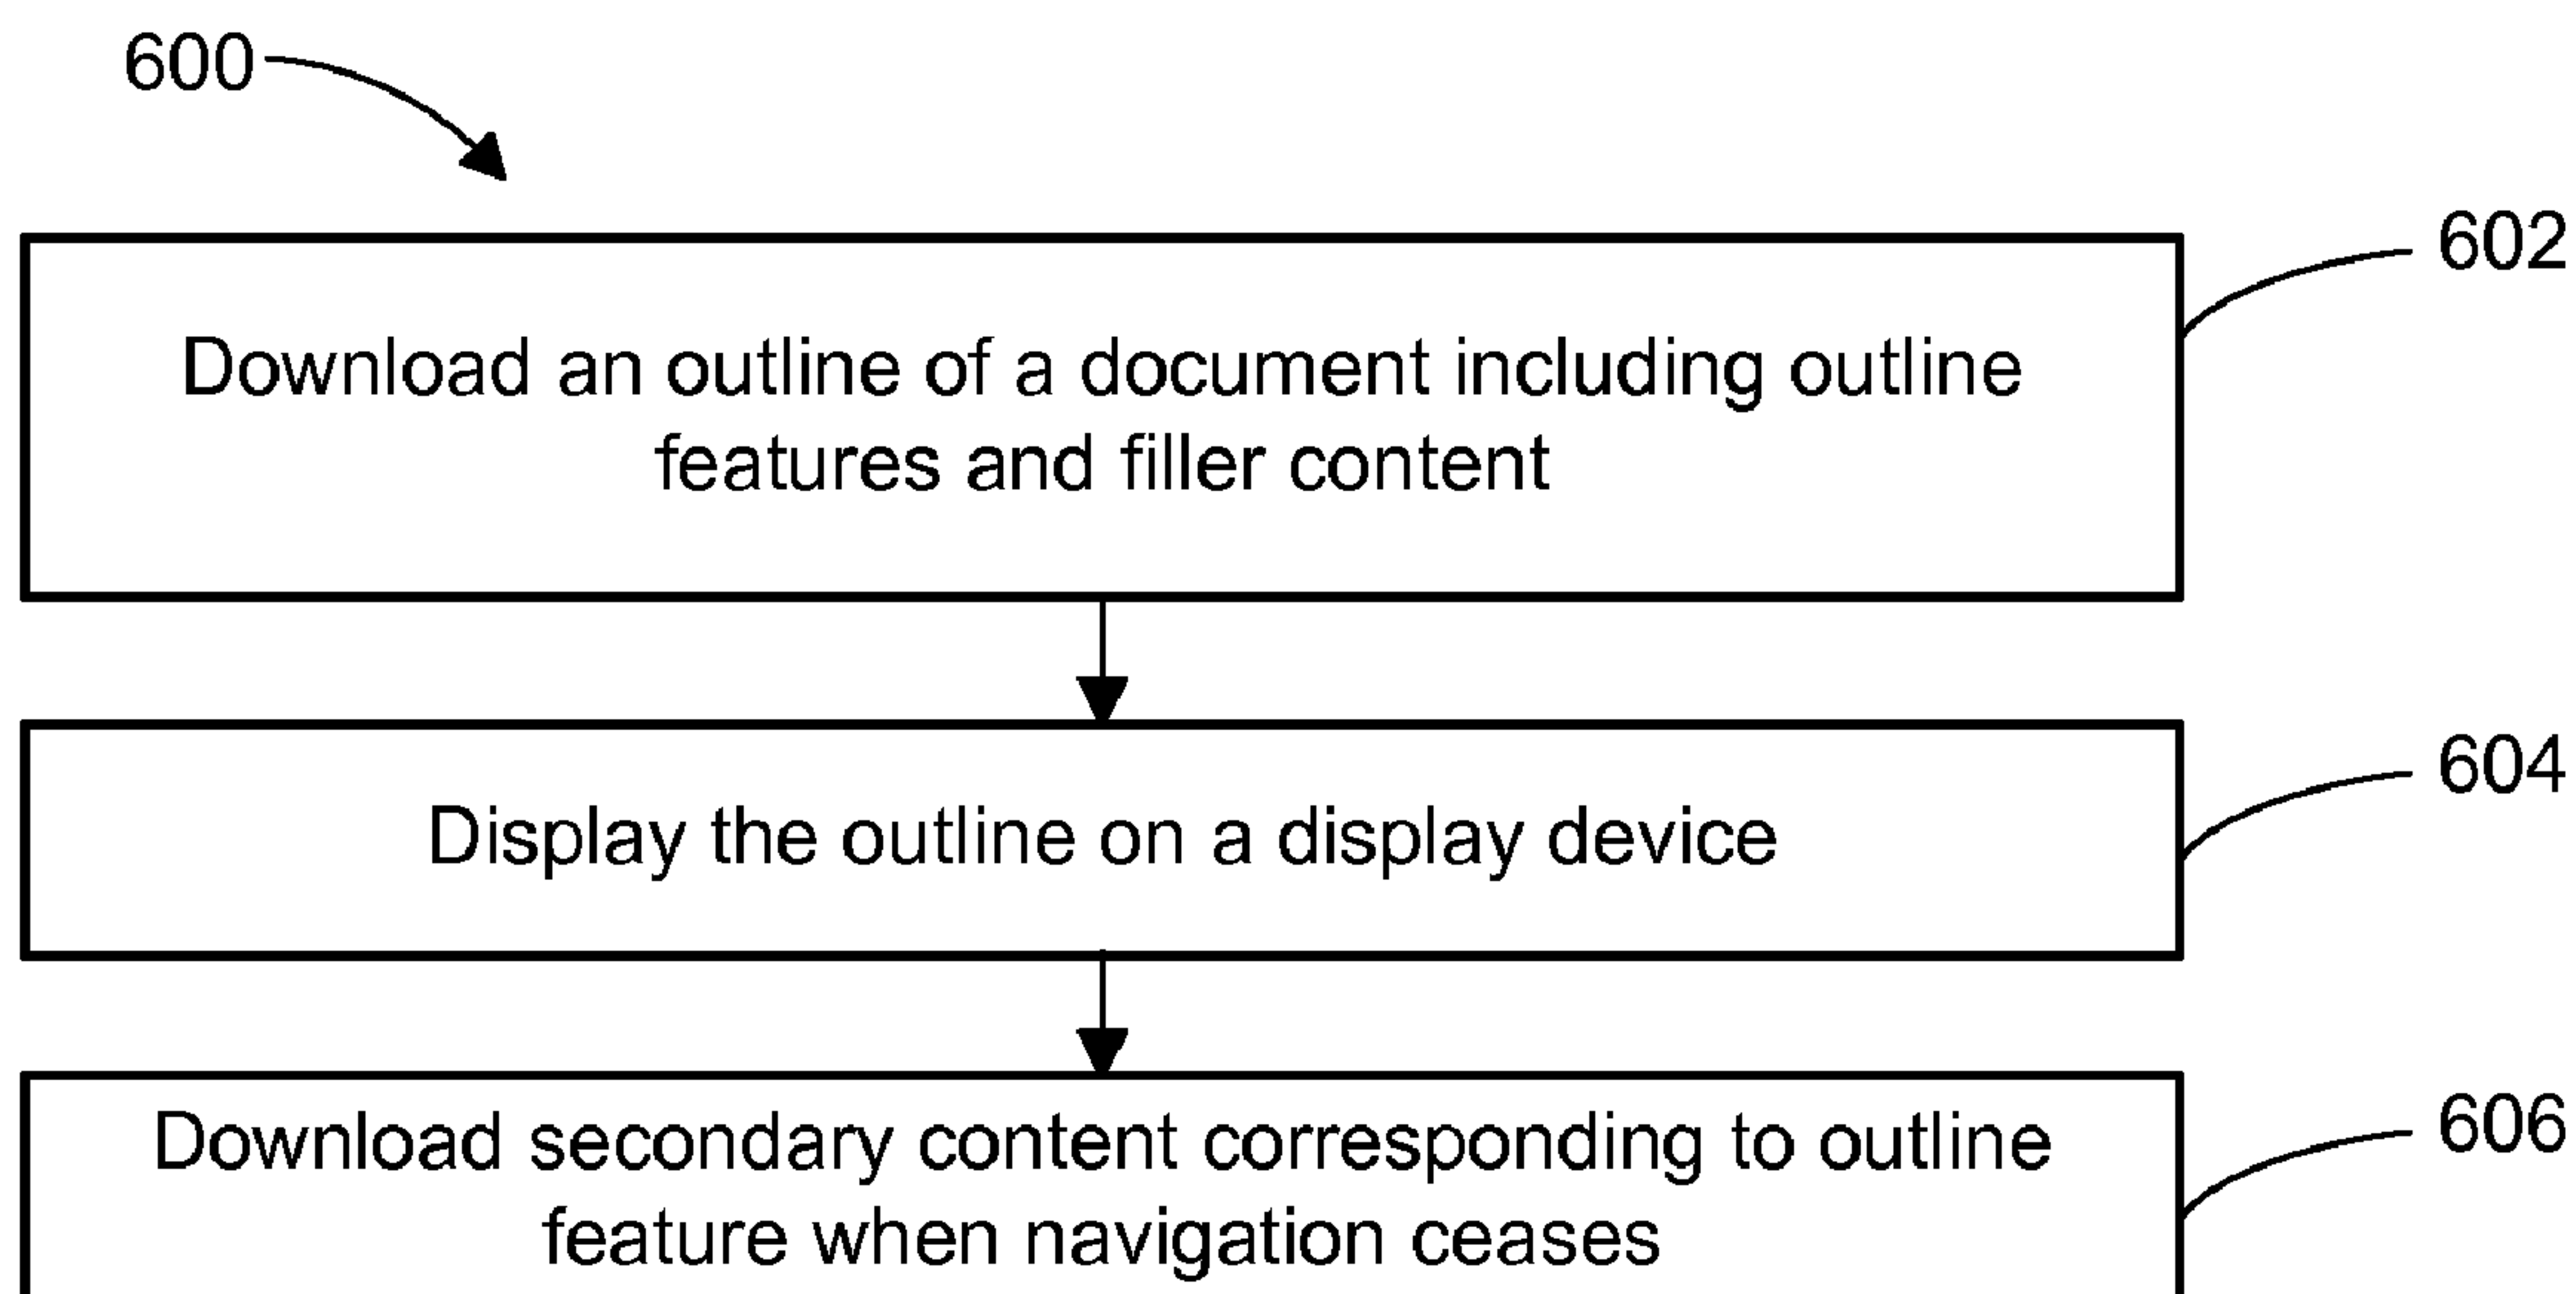 600
602
Download an outline of a document including outline
features and filler content
604
Display the outline on a display device
606
Download secondary content corresponding to outline
feature when navigation ceases